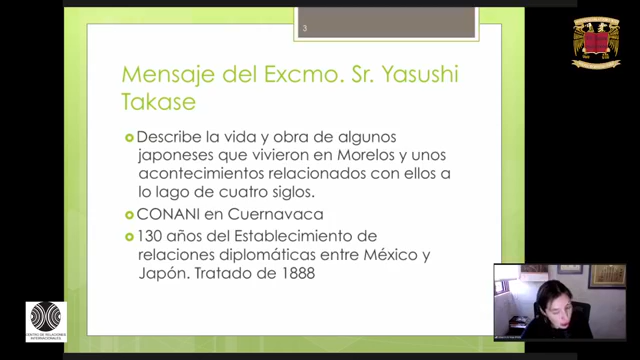 3
Mensaje del Excmo. Sr. Yasushi
Takase
Describe la vida y obra de algunos
japoneses que vivieron en Morelos y unos
acontecimientos relacionados con ellos a
lo lago de cuatro siglos.
CONANI en Cuernavaca
130 años del Establecimiento de
relaciones diplomáticas entre México y
Japón. Tratado de 1888
CENTRO DE RELACIONES
INTERNACIONALES